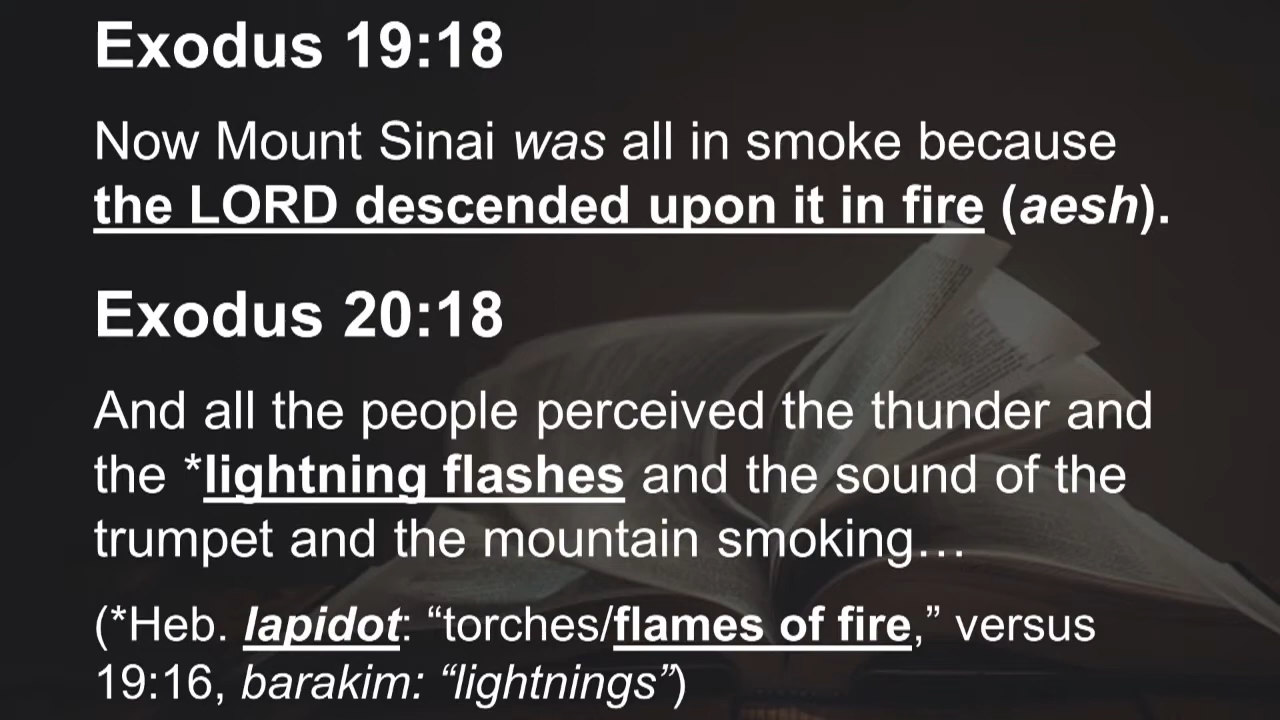 Exodus 19:18
Now Mount Sinai was all in smoke because
the LORD descended upon it in fire (aesh).
Exodus 20:18
And all the people perceived the thunder and
the *lightning flashes and the sound of the
trumpet and the mountain smoking…
(*Heb. lapidot: “torches/flames of fire,” versus
19:16, barakim: “lightnings”)